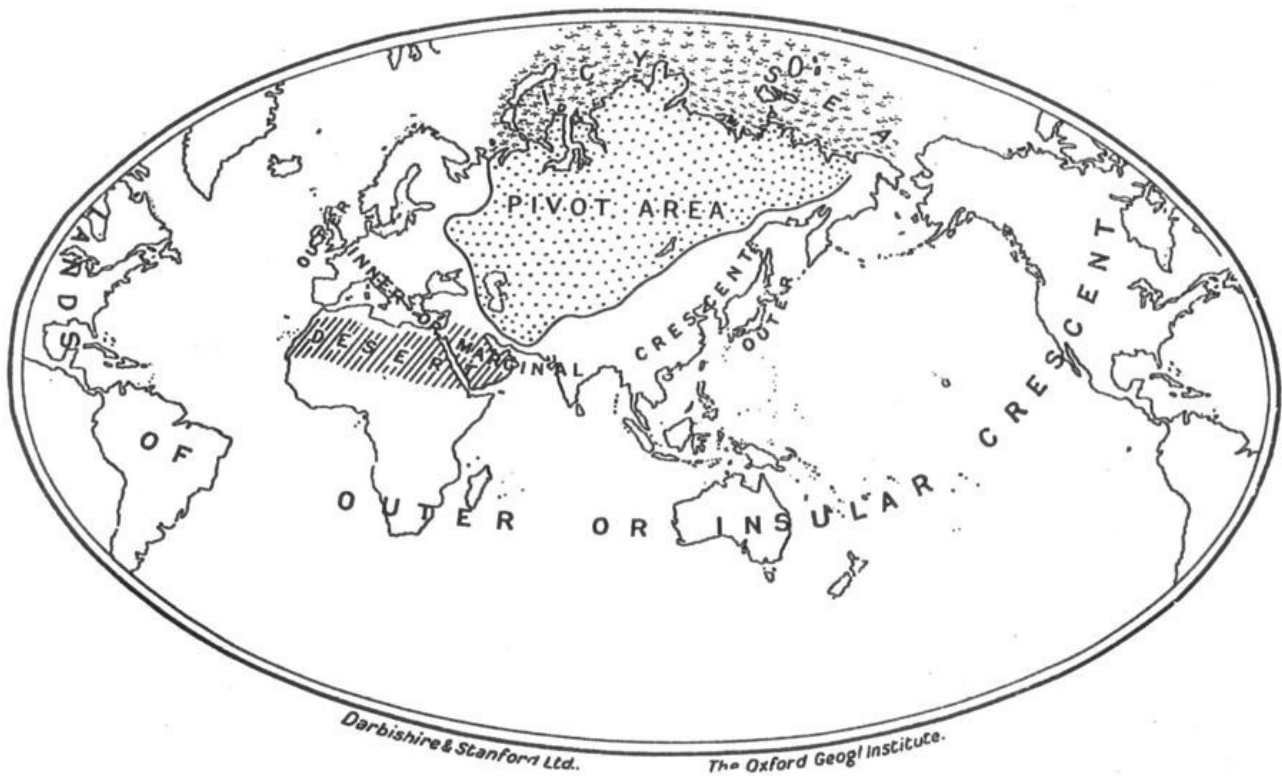 ICY SEA
PIVOT AREA
OUTER
INNER OR MARGINAL CRESCENT
OUTER
DESERT
LANDS OF OUTER OR INSULAR CRESCENT
Darbishire & Stanford Ltd..
The Oxford Geog! Institute.